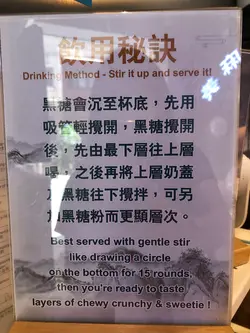 飲用秘訣
Drinking Method - Stir it up and serve it!
黑糖會沉至杯底，先用
吸管輕攪開，黑糖攪開
後，先由最下層往上層
喝，之後再將上層奶蓋
及黑糖往下攪拌，可另
加黑糖粉而更顯層次。
Best served with gentle stir
like drawing a circle
on the bottom for 15 rounds,
then you're ready to taste
layers of chewy crunchy & sweetie !